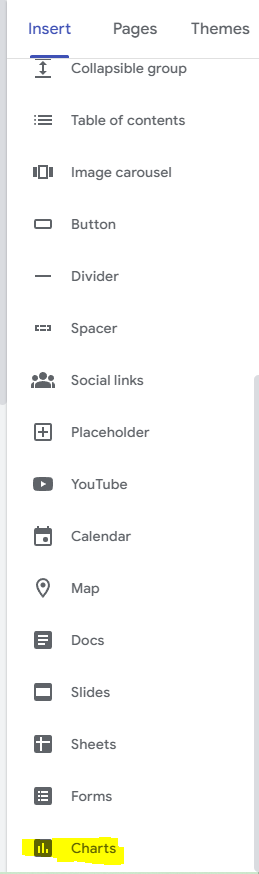 Insert Pages Themes
Collapsible group
Table of contents
Image carousel
Button
Divider
Spacer
Social links
Placeholder
YouTube
Calendar
Map
Docs
Slides
Sheets
Forms
Charts